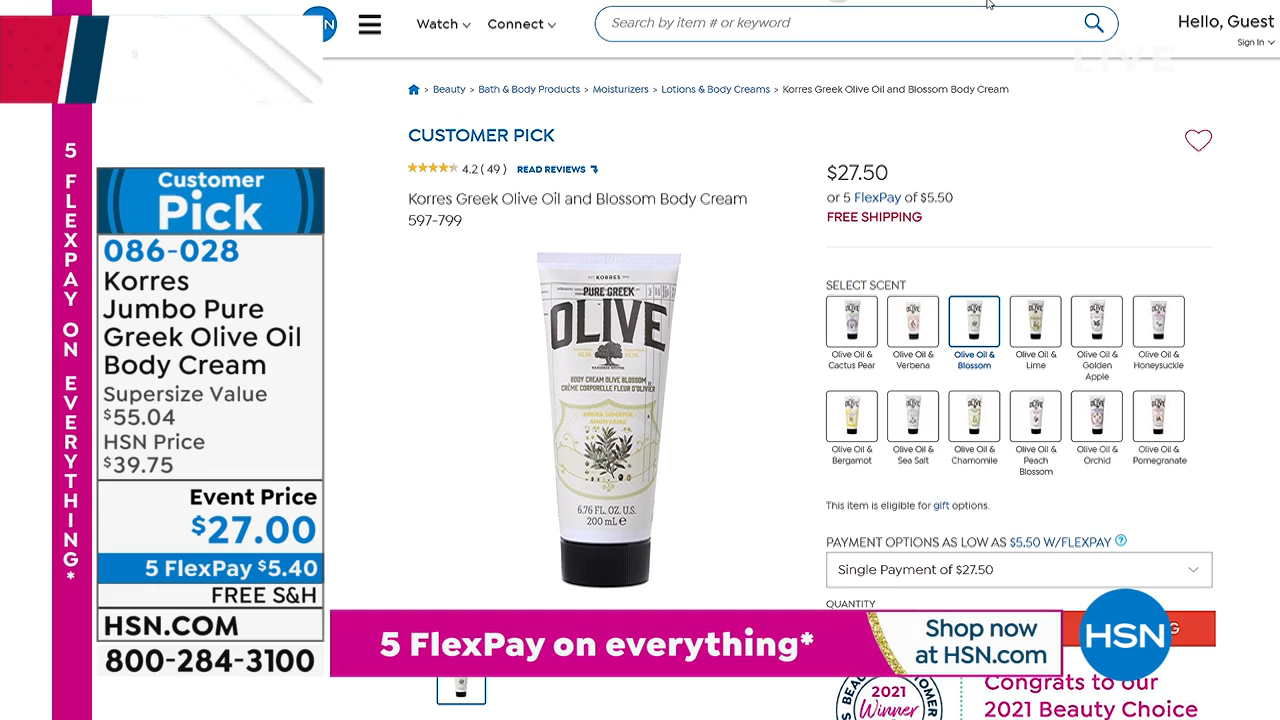 N
Watch
Connect
Search by item # or keyword
Hello, Guest
Sign In
LIVE
> Beauty > Bath & Body Products > Moisturizers > Lotions & Body Creams > Korres Greek Olive Oil and Blossom Body Cream
5 FLEXPAY ON EVERYTHING*
Customer
Pick
086-028
Korres
Jumbo Pure
Greek Olive Oil
Body Cream
Supersize Value
$55.04
HSN Price
$39.75
Event Price
$27.00
5 FlexPay $5.40
FREE S&H
HSN.COM
800-284-3100
CUSTOMER PICK
4.2 ( 49 ) READ REVIEWS
Korres Greek Olive Oil and Blossom Body Cream
597-799
KORRES
PURE GREEK
OLIVE
BODY CREAM OLIVE BLOSSOM
CRÈME CORPORELLE FLEUR D'OLIVIER
ΚΡΕΜΑ ΣΩΜΑΤΟΣ
ΑΝΘΗ ΕΛΙΑΣ
6.76 FL. OZ. U.S.
200 mL e
$27.50
or 5 FlexPay of $5.50
FREE SHIPPING
SELECT SCENT
Olive Oil &
Cactus Pear
Olive Oil &
Verbena
Olive Oil &
Blossom
Olive Oil &
Lime
Olive Oil &
Golden
Apple
Olive Oil &
Honeysuckle
Olive Oil &
Bergamot
Olive Oil &
Sea Salt
Olive Oil &
Chamomile
Olive Oil &
Peach
Blossom
Olive Oil &
Orchid
Olive Oil &
Pomegranate
This item is eligible for gift options.
PAYMENT OPTIONS AS LOW AS $5.50 W/FLEXPAY ?
Single Payment of $27.50
QUANTITY
5 FlexPay on everything*
Shop now
at HSN.com
HSN
G
2021
Winner
Congrats to our
2021 Beauty Choice